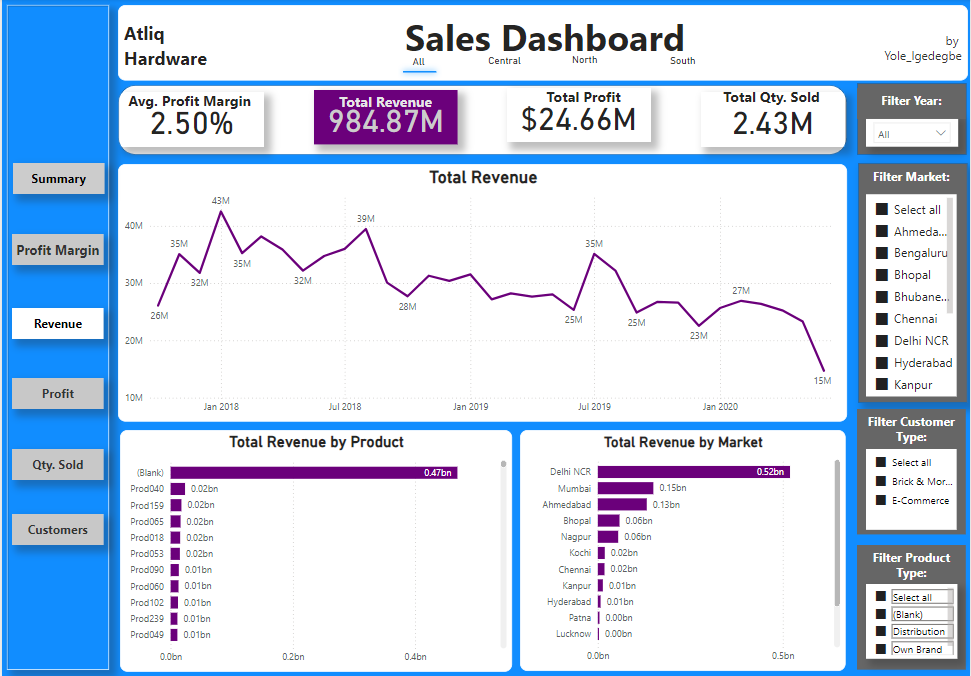 Atliq
Hardware
Sales Dashboard
All
Central
North
South
by
Yole_Igedegbe
Avg. Profit Margin
2.50%
Total Revenue
984.87M
Total Profit
$24.66M
Total Qty. Sold
2.43M
Filter Year:
All
Summary
Profit Margin
Revenue
Profit
Qty. Sold
Customers
Total Revenue
40M
30M
20M
10M
26M
35M
32M
43M
35M
32M
39M
28M
25M
35M
25M
23M
27M
15M
Jan 2018
Jul 2018
Jan 2019
Jul 2019
Jan 2020
Filter Market:
Select all
Ahmeda...
Bengaluru
Bhopal
Bhubane...
Chennai
Delhi NCR
Hyderabad
Kanpur
Total Revenue by Product
(Blank) 0.47bn
Prod040 0.02bn
Prod159 0.02bn
Prod065 0.02bn
Prod018 0.02bn
Prod053 0.02bn
Prod090 0.01bn
Prod060 0.01bn
Prod102 0.01bn
Prod239 0.01bn
Prod049 0.01bn
0.0bn 0.2bn 0.4bn
Total Revenue by Market
Delhi NCR 0.52bn
Mumbai 0.15bn
Ahmedabad 0.13bn
Bhopal 0.06bn
Nagpur 0.06bn
Kochi 0.02bn
Chennai 0.02bn
Kanpur 0.01bn
Hyderabad 0.01bn
Patna 0.00bn
Lucknow 0.00bn
0.0bn 0.5bn
Filter Customer
Type:
Select all
Brick & Mor...
E-Commerce
Filter Product
Type:
Select all
(Blank)
Distribution
Own Brand